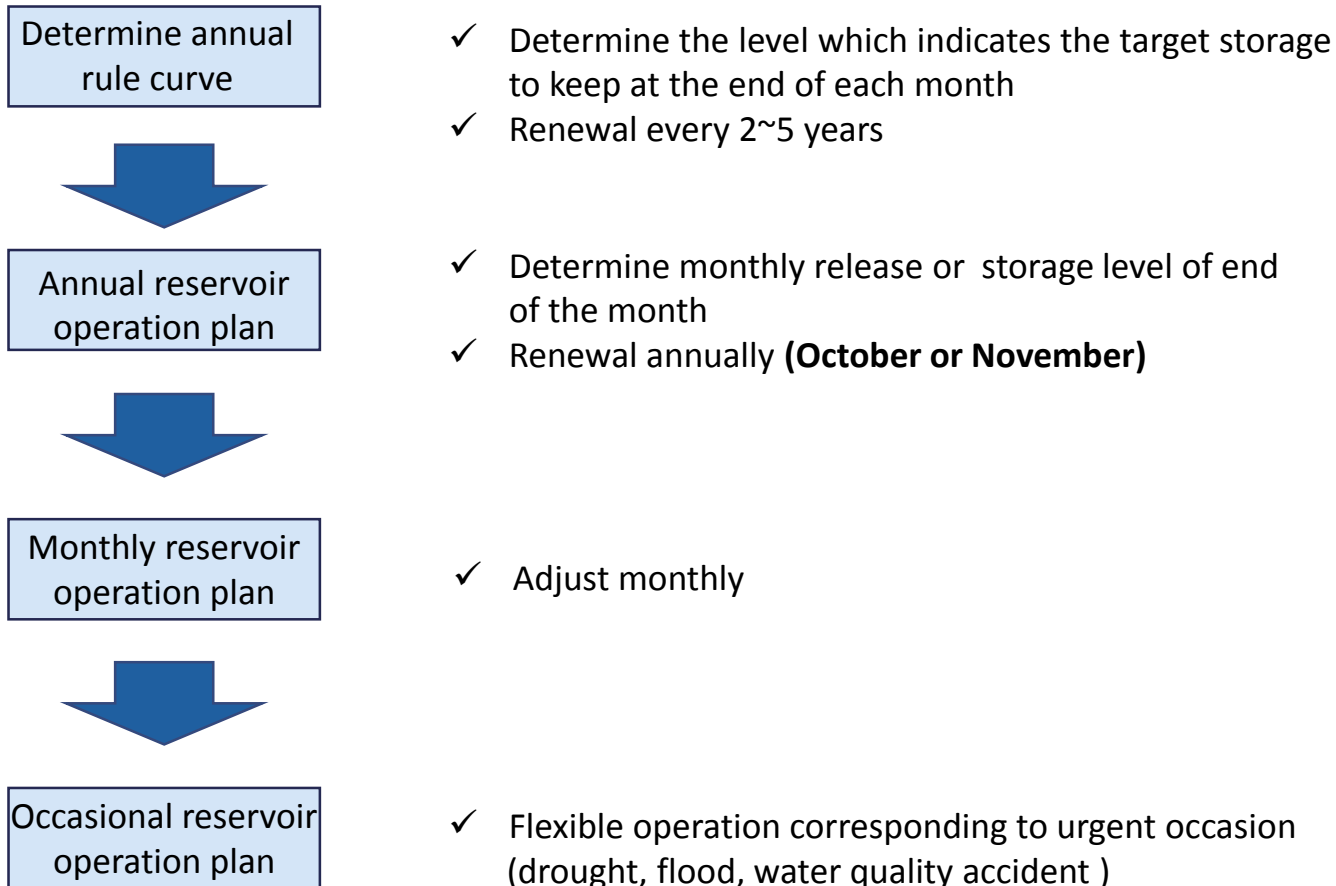 Determine annual
rule curve
✓ Determine the level which indicates the target storage
to keep at the end of each month
✓ Renewal every 2~5 years
Annual reservoir
operation plan
✓ Determine monthly release or storage level of end
of the month
✓ Renewal annually (October or November)
Monthly reservoir
operation plan
✓ Adjust monthly
Occasional reservoir
operation plan
✓ Flexible operation corresponding to urgent occasion
(drought, flood, water quality accident )